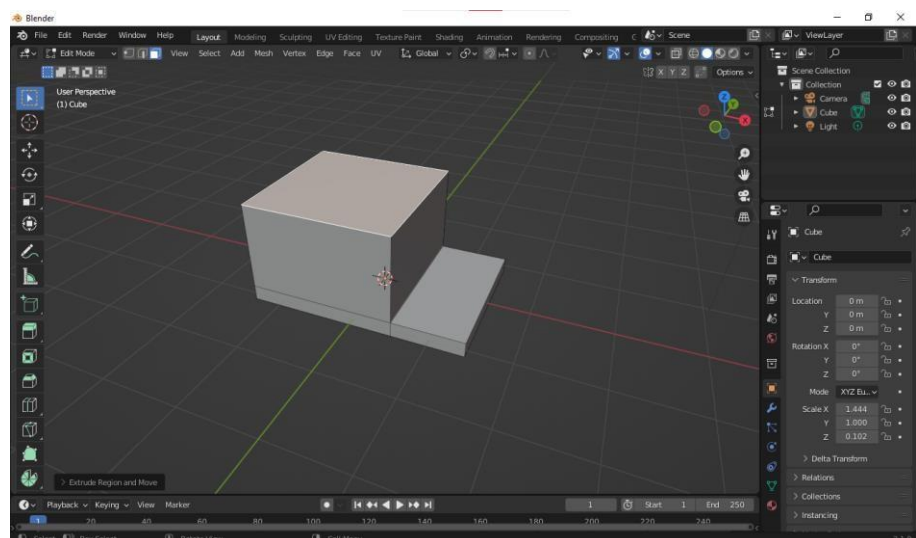 Blender
File Edit Render Window Help Layout Modeling Sculpting UV Editing Texture Paint Shading Animation Rendering Compositing Scene ViewLayer
Edit Mode View Select Add Mesh Vertex Edge Face UV Global
X Y Z Options
User Perspective
(1) Cube
Scene Collection
Collection
Camera
Cube
Light
Cube
Cube
Transform
Location 0 m
Y 0 m
Z 0 m
Rotation X 0°
Y 0°
Z 0°
Mode XYZ Eu..
Scale X 1.444
Y 1.000
Z 0.102
Delta Transform
Relations
Collections
Instancing
Extrude Region and Move
Playback Keying View Marker 1 Start 1 End 250
1 20 40 60 80 100 120 140 160 180 200 220 240